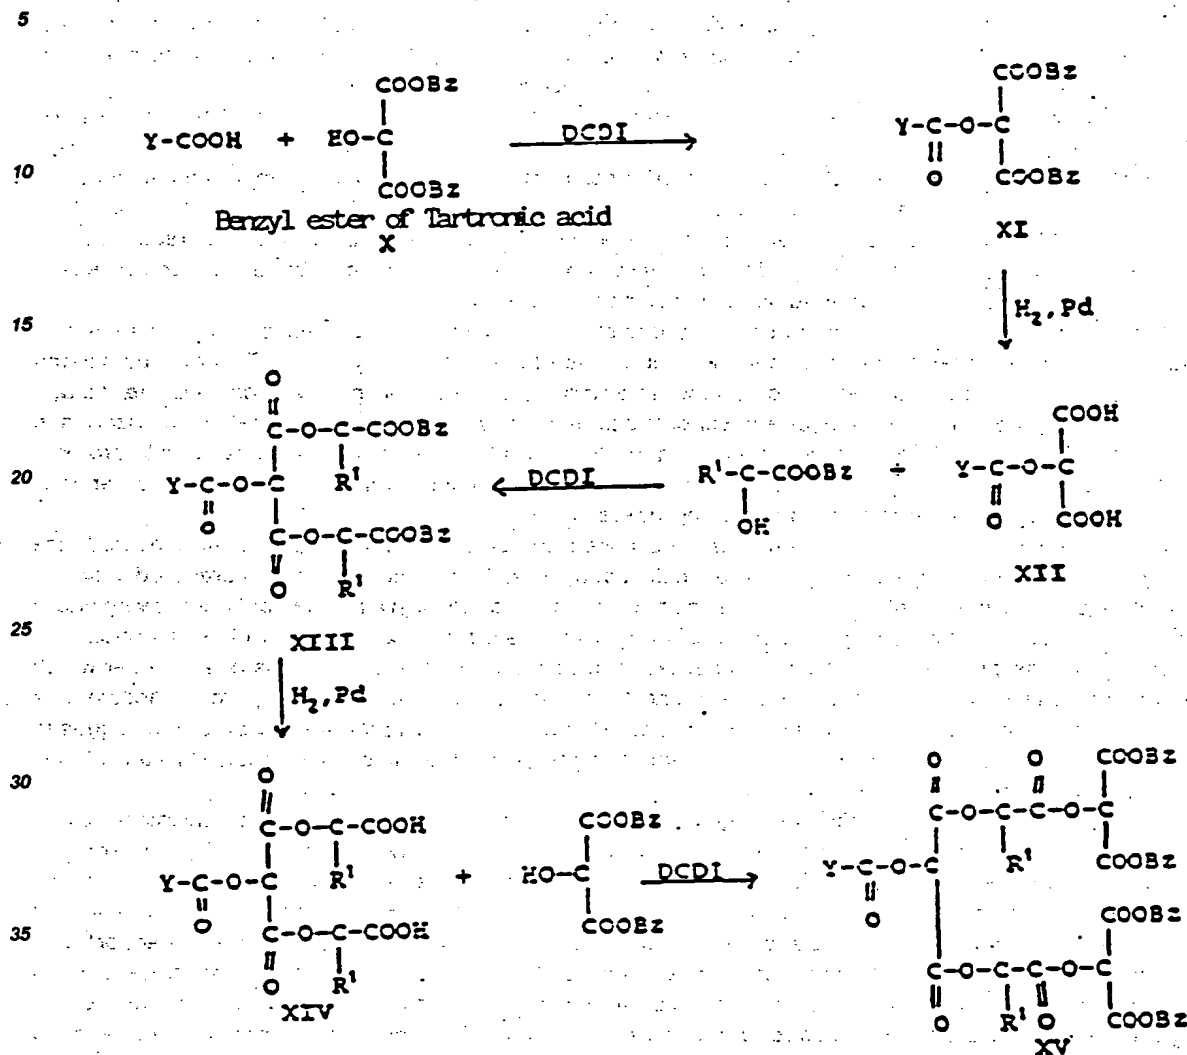 5
COOBz COOBz
Y-COOH + HO-C DCDI Y-C-O-C
10
COOBz O COOBz
Benzyl ester of Tartronic acid
X XI
15 H₂,Pd
O
C-O-C-COOBz COOH
20 Y-C-O-C R¹ DCDI R¹-C-COOBz + Y-C-O-C
O C-O-C-COOBz OH O COOH
O R¹ XII
25 XIII
H₂,Pd
30 O O O COOBz
C-O-C-COOH COOBz C-O-C-C-O-C
Y-C-O-C R¹ + HO-C DCDI Y-C-O-C R¹ COOBz
O O
35 C-O-C-COOH COOBz COOBz
O R¹ C-O-C-C-O-C
XIV O R¹ O COOBz
XV